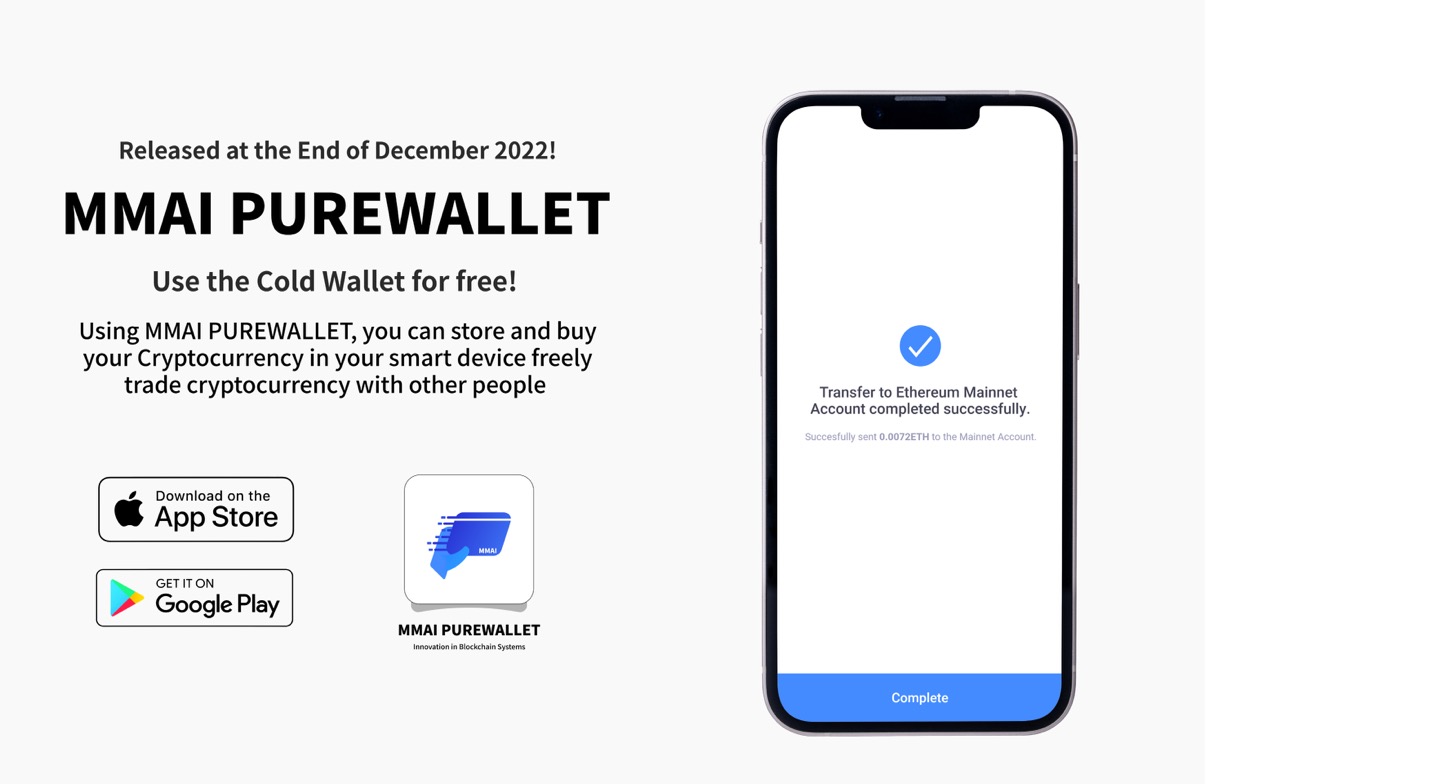 Released at the End of December 2022!
MMAI PUREWALLET
Use the Cold Wallet for free!
Using MMAI PUREWALLET, you can store and buy
your Cryptocurrency in your smart device freely
trade cryptocurrency with other people
Download on the
App Store
GET IT ON
Google Play
MMAI
MMAI PUREWALLET
Innovation in Blockchain Systems
Transfer to Ethereum Mainnet
Account completed successfully.
Succesfully sent 0.0072ETH to the Mainnet Account.
Complete